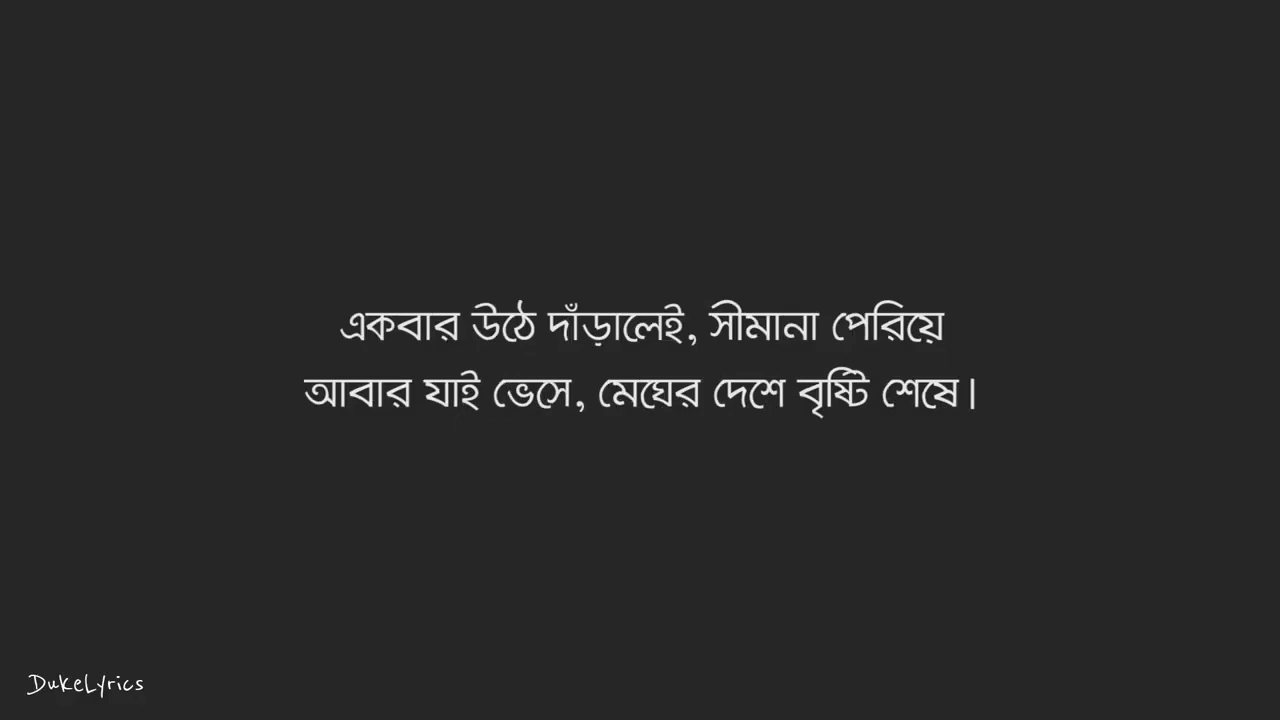 একবার উঠে দাঁড়ালেই, সীমানা পেরিয়ে
আবার যাই ভেসে, মেঘের দেশে বৃষ্টি শেষে।
DukeLyrics